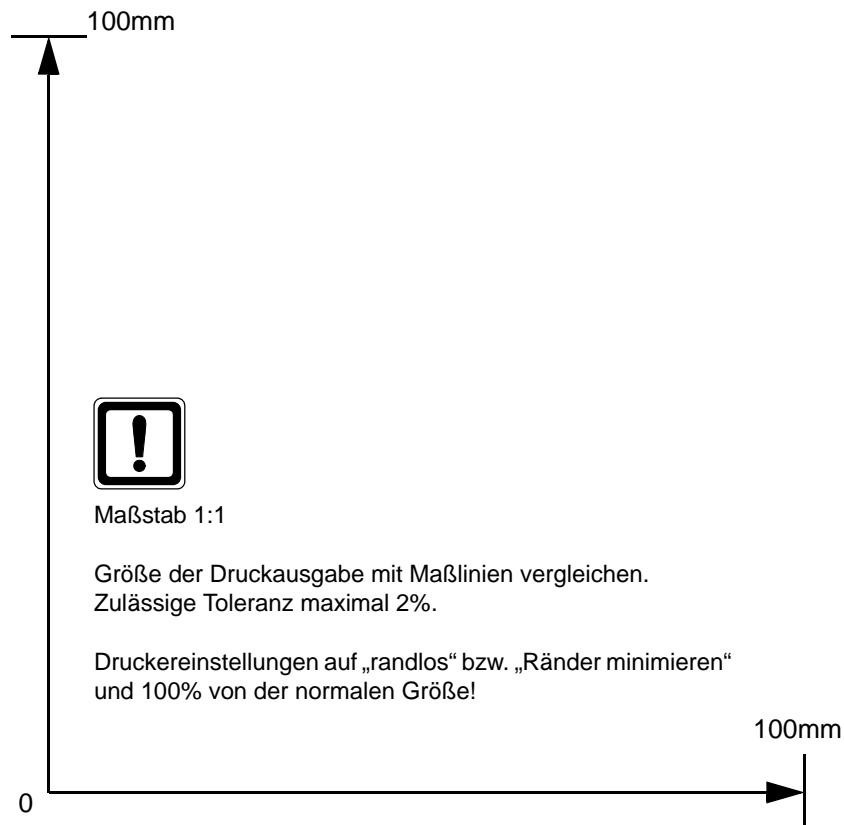 100mm
Maßstab 1:1
Größe der Druckausgabe mit Maßlinien vergleichen.
Zulässige Toleranz maximal 2%.
Druckereinstellungen auf „randlos“ bzw. „Ränder minimieren“
und 100% von der normalen Größe!
100mm
0